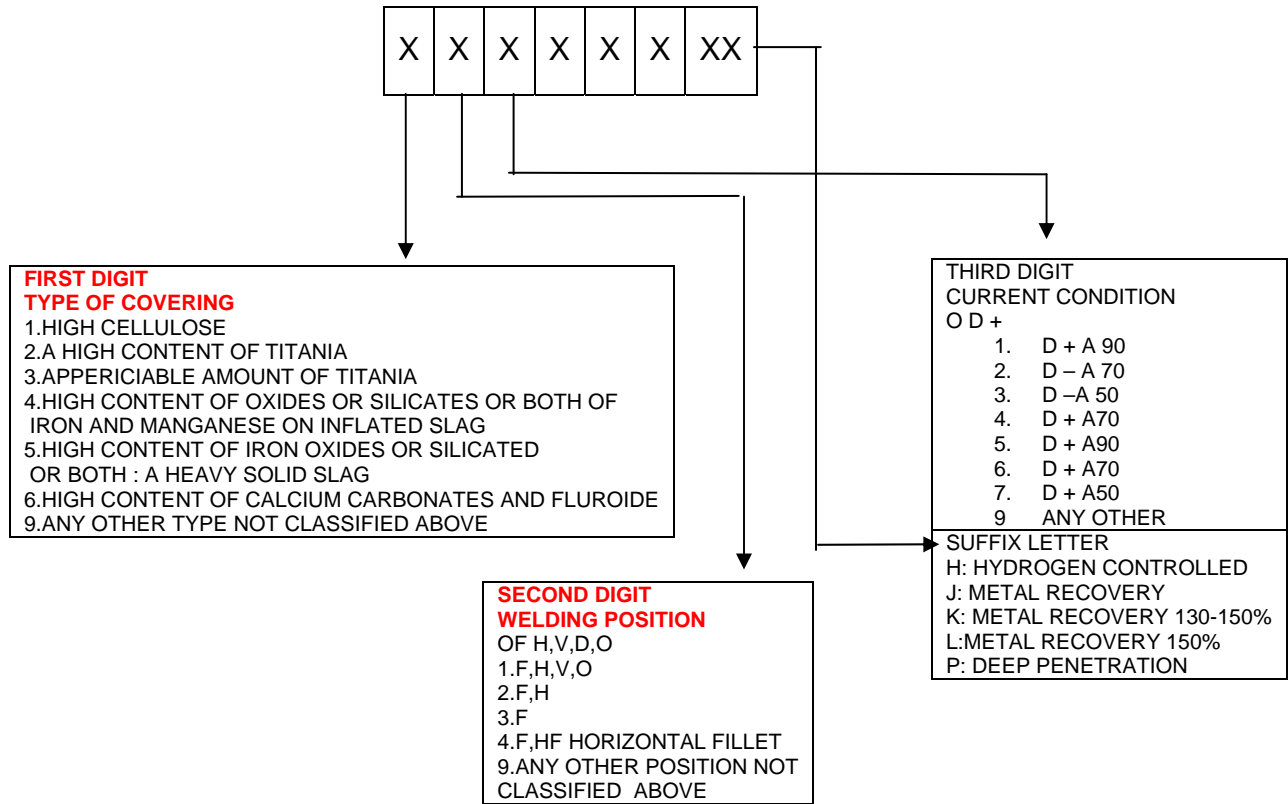 X X X X X X XX
FIRST DIGIT
TYPE OF COVERING
1.HIGH CELLULOSE
2.A HIGH CONTENT OF TITANIA
3.APPERICIABLE AMOUNT OF TITANIA
4.HIGH CONTENT OF OXIDES OR SILICATES OR BOTH OF
IRON AND MANGANESE ON INFLATED SLAG
5.HIGH CONTENT OF IRON OXIDES OR SILICATED
OR BOTH : A HEAVY SOLID SLAG
6.HIGH CONTENT OF CALCIUM CARBONATES AND FLUROIDE
9.ANY OTHER TYPE NOT CLASSIFIED ABOVE
SECOND DIGIT
WELDING POSITION
OF H,V,D,O
1.F,H,V,O
2.F,H
3.F
4.F,HF HORIZONTAL FILLET
9.ANY OTHER POSITION NOT
CLASSIFIED ABOVE
THIRD DIGIT
CURRENT CONDITION
O D +
1. D + A 90
2. D – A 70
3. D –A 50
4. D + A70
5. D + A90
6. D + A70
7. D + A50
9 ANY OTHER
SUFFIX LETTER
H: HYDROGEN CONTROLLED
J: METAL RECOVERY
K: METAL RECOVERY 130-150%
L:METAL RECOVERY 150%
P: DEEP PENETRATION